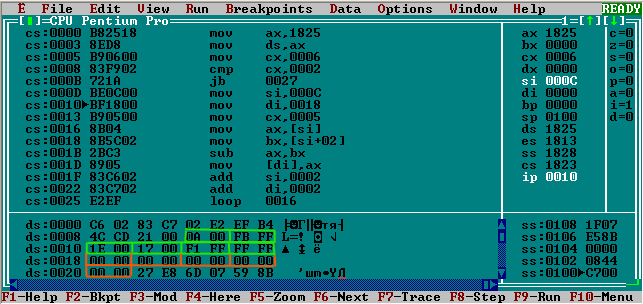 E File Edit View Run Breakpoints Data Options Window Help READY
[■]=CPU Pentium Pro 1=[↑][↓]
cs:0000 B82518 mov ax,1825 ax 1825 c=0
cs:0003 8ED8 mov ds,ax bx 0000 z=0
cs:0005 B90600 mov cx,0006 cx 0006 s=0
cs:0008 83F902 cmp cx,0002 dx 0000 o=0
cs:000B 721A jb 0027 si 000C p=0
cs:000D BE0C00 mov si,000C di 0000 a=0
cs:0010►BF1800 mov di,0018 bp 0000 i=1
cs:0013 B90500 mov cx,0005 sp 0100 d=0
cs:0016 8B04 mov ax,[si] ds 1825
cs:0018 8B5C02 mov bx,[si+02] es 1813
cs:001B 2BC3 sub ax,bx ss 1828
cs:001D 8905 mov [di],ax cs 1823
cs:001F 83C602 add si,0002 ip 0010
cs:0022 83C702 add di,0002
cs:0025 E2EF loop 0016
ds:0000 C6 02 83 C7 02 E2 EF B4 ss:0108 1F07
ds:0008 4C CD 21 00 0A 00 FB FF ss:0106 E58B
ds:0010 1E 00 17 00 F1 FF FF FF ss:0104 0000
ds:0018 00 00 00 00 00 00 00 00 ss:0102 0844
ds:0020 00 00 27 E8 6D 07 59 8B ss:0100►C700
F1-Help F2-Bkpt F3-Mod F4-Here F5-Zoom F6-Next F7-Trace F8-Step F9-Run F10-Menu